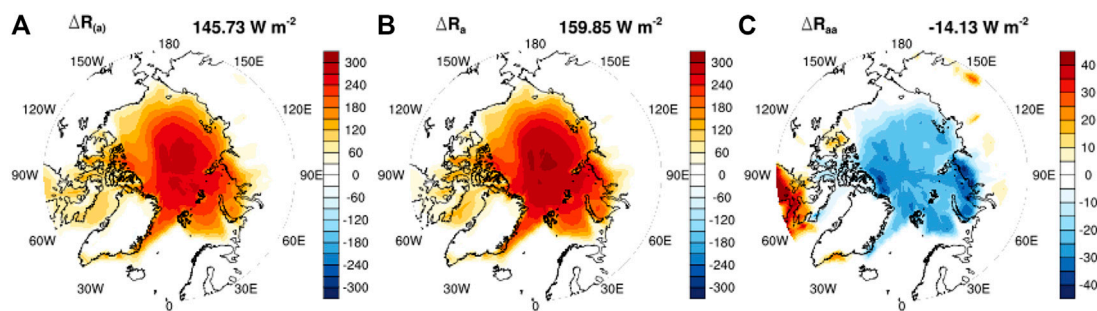 A ΔR(a) 145.73 W m-2
180
150W 150E
120W 120E
90W 90E
60W 60E
30W 30E
0
300
240
180
120
60
0
-60
-120
-180
-240
-300
B ΔRa 159.85 W m-2
180
150W 150E
120W 120E
90W 90E
60W 60E
30W 30E
0
300
240
180
120
60
0
-60
-120
-180
-240
-300
C ΔRaa -14.13 W m-2
180
150W 150E
120W 120E
90W 90E
60W 60E
30W 30E
0
40
30
20
10
5
0
-5
-10
-20
-30
-40